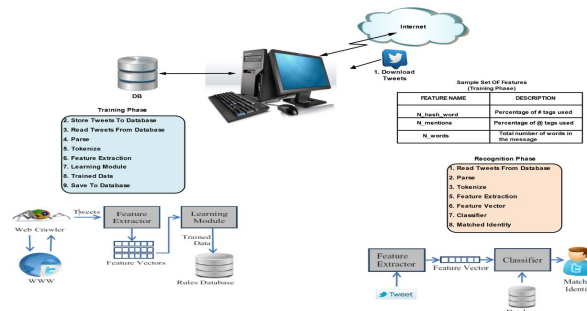 Internet
1. Download
Tweets
DB
Training Phase
2. Store Tweets To Database
3. Read Tweets From Database
4. Parse
5. Tokenize
6. Feature Extraction
7. Learning Module
8. Trained Data
9. Save To Database
Sample Set OF Features
(Training Phase)
FEATURE NAME DESCRIPTION
N_hash_word Percentage of # tags used
N_mentions Percentage of @ tags used
N_words Total number of words in
the message
Recognition Phase
1. Read Tweets From Database
2. Parse
3. Tokenize
5. Feature Extraction
6. Feature Vector
7. Classifier
8. Matched Identity
Tweets
Web Crawler
WWW
Feature
Extractor
Feature Vectors
Learning
Module
Trained
Data
Rules Database
Feature
Extractor
Tweet
Feature Vector
Classifier
Match
Identi